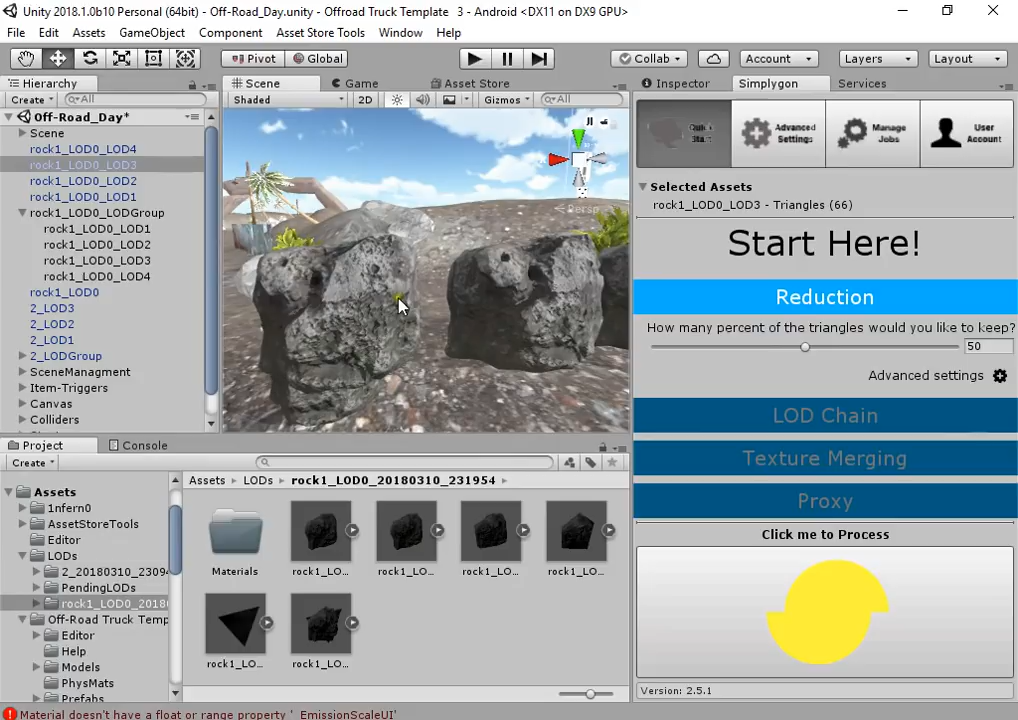 Unity 2018.1.0b10 Personal (64bit) - Off-Road_Day.unity - Offroad Truck Template   3 - Android <DX11 on DX9 GPU>
File Edit Assets GameObject Component Asset Store Tools Window Help
Pivot Global Collab Account Layers Layout
Hierarchy Scene Game Asset Store Inspector Simplygon Services
Create All Shaded 2D Gizmos All
Off-Road_Day*
Scene
rock1_LOD0_LOD4
rock1_LOD0_LOD3
rock1_LOD0_LOD2
rock1_LOD0_LOD1
rock1_LOD0_LODGroup
rock1_LOD0_LOD1
rock1_LOD0_LOD2
rock1_LOD0_LOD3
rock1_LOD0_LOD4
rock1_LOD0
2_LOD3
2_LOD2
2_LOD1
2_LODGroup
SceneManagment
Item-Triggers
Canvas
Colliders
Persp
Quick Start
Advanced Settings
Manage Jobs
User Account
Selected Assets
rock1_LOD0_LOD3 - Triangles (66)
Start Here!
Reduction
How many percent of the triangles would you like to keep?
50
Advanced settings
LOD Chain
Texture Merging
Proxy
Click me to Process
Version: 2.5.1
Project Console
Create
Assets
1nfern0
AssetStoreTools
Editor
LODs
2_20180310_2309
PendingLODs
rock1_LOD0_2018
Off-Road Truck Temp
Editor
Help
Models
PhysMats
Prefabs
Assets LODs rock1_LOD0_20180310_231954
Materials rock1_LO... rock1_LO... rock1_LO... rock1_LO...
rock1_LO... rock1_LO...
Material doesn't have a float or range property '_EmissionScaleUI'